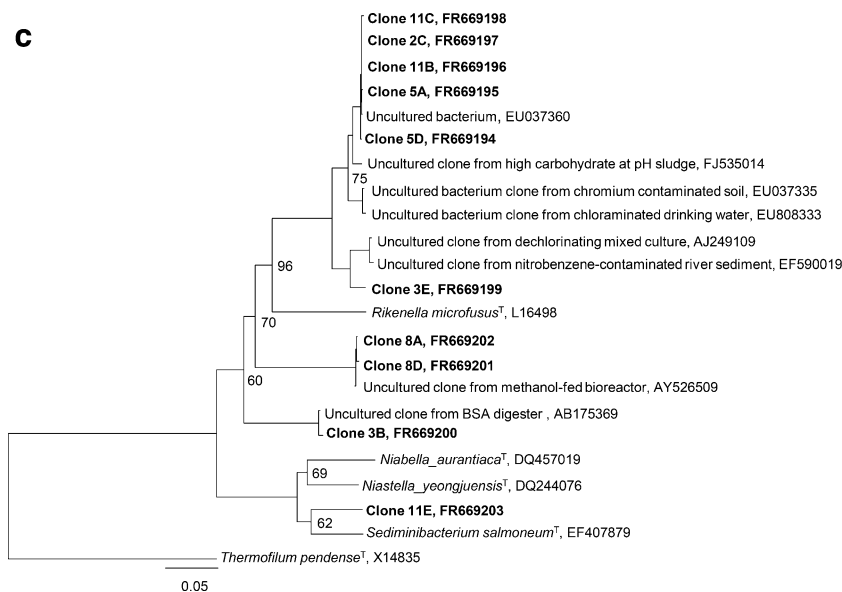 c
Clone 11C, FR669198
Clone 2C, FR669197
Clone 11B, FR669196
Clone 5A, FR669195
Uncultured bacterium, EU037360
Clone 5D, FR669194
Uncultured clone from high carbohydrate at pH sludge, FJ535014
75
Uncultured bacterium clone from chromium contaminated soil, EU037335
Uncultured bacterium clone from chloraminated drinking water, EU808333
Uncultured clone from dechlorinating mixed culture, AJ249109
Uncultured clone from nitrobenzene-contaminated river sediment, EF590019
96
Clone 3E, FR669199
Rikenella microfususᵀ, L16498
70
Clone 8A, FR669202
Clone 8D, FR669201
60
Uncultured clone from methanol-fed bioreactor, AY526509
Uncultured clone from BSA digester , AB175369
Clone 3B, FR669200
Niabella_aurantiacaᵀ, DQ457019
69
Niastella_yeongjuensisᵀ, DQ244076
Clone 11E, FR669203
62
Sediminibacterium salmoneumᵀ, EF407879
Thermofilum pendenseᵀ, X14835
0.05